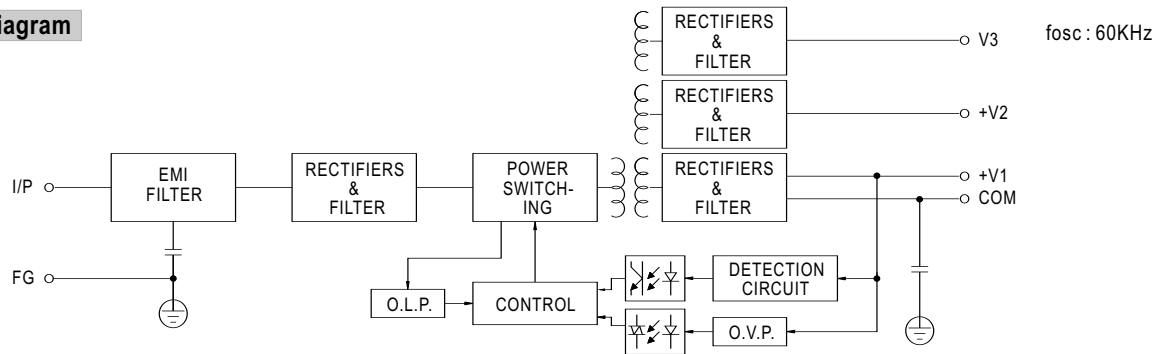 iagram
RECTIFIERS
&
FILTER
V3
fosc : 60KHz
RECTIFIERS
&
FILTER
+V2
I/P
EMI
FILTER
RECTIFIERS
&
FILTER
POWER
SWITCH-
ING
RECTIFIERS
&
FILTER
+V1
COM
FG
O.L.P.
CONTROL
DETECTION
CIRCUIT
O.V.P.